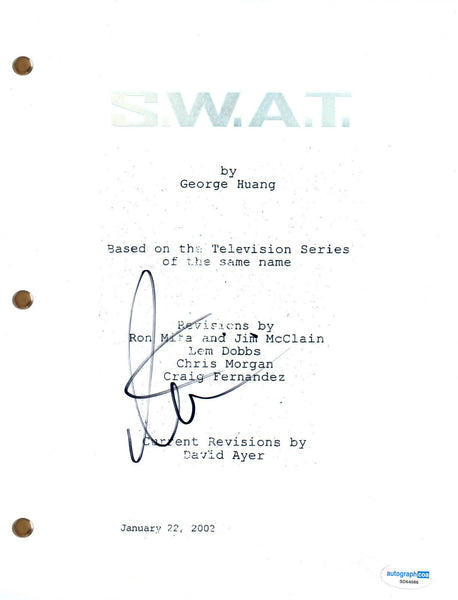 S.W.A.T.
by
George Huang
Based on the Television Series
of the same name
Revisions by
Ron Mita and Jim McClain
Lem Dobbs
Chris Morgan
Craig Fernandez
Current Revisions by
David Ayer
January 22, 2002
autographcoa